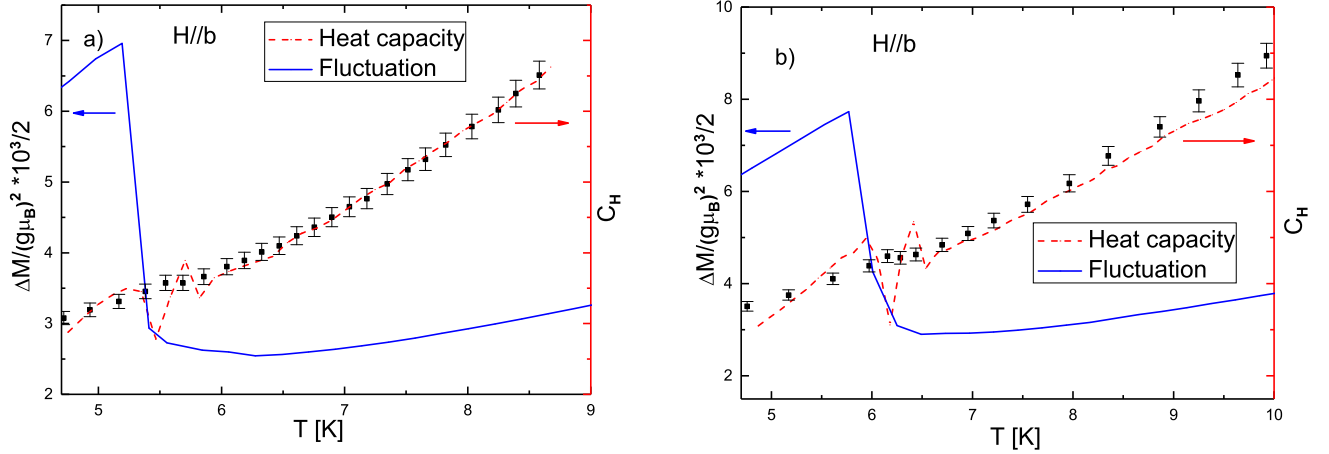 a)
H//b
Heat capacity
Fluctuation
7
6
5
4
3
2
ΔM/(gμB)² *10³/2
CH
5
6
7
8
9
T [K]
b)
H//b
Heat capacity
Fluctuation
10
8
6
4
2
ΔM/(gμB)² *10³/2
CH
5
6
7
8
9
10
T [K]